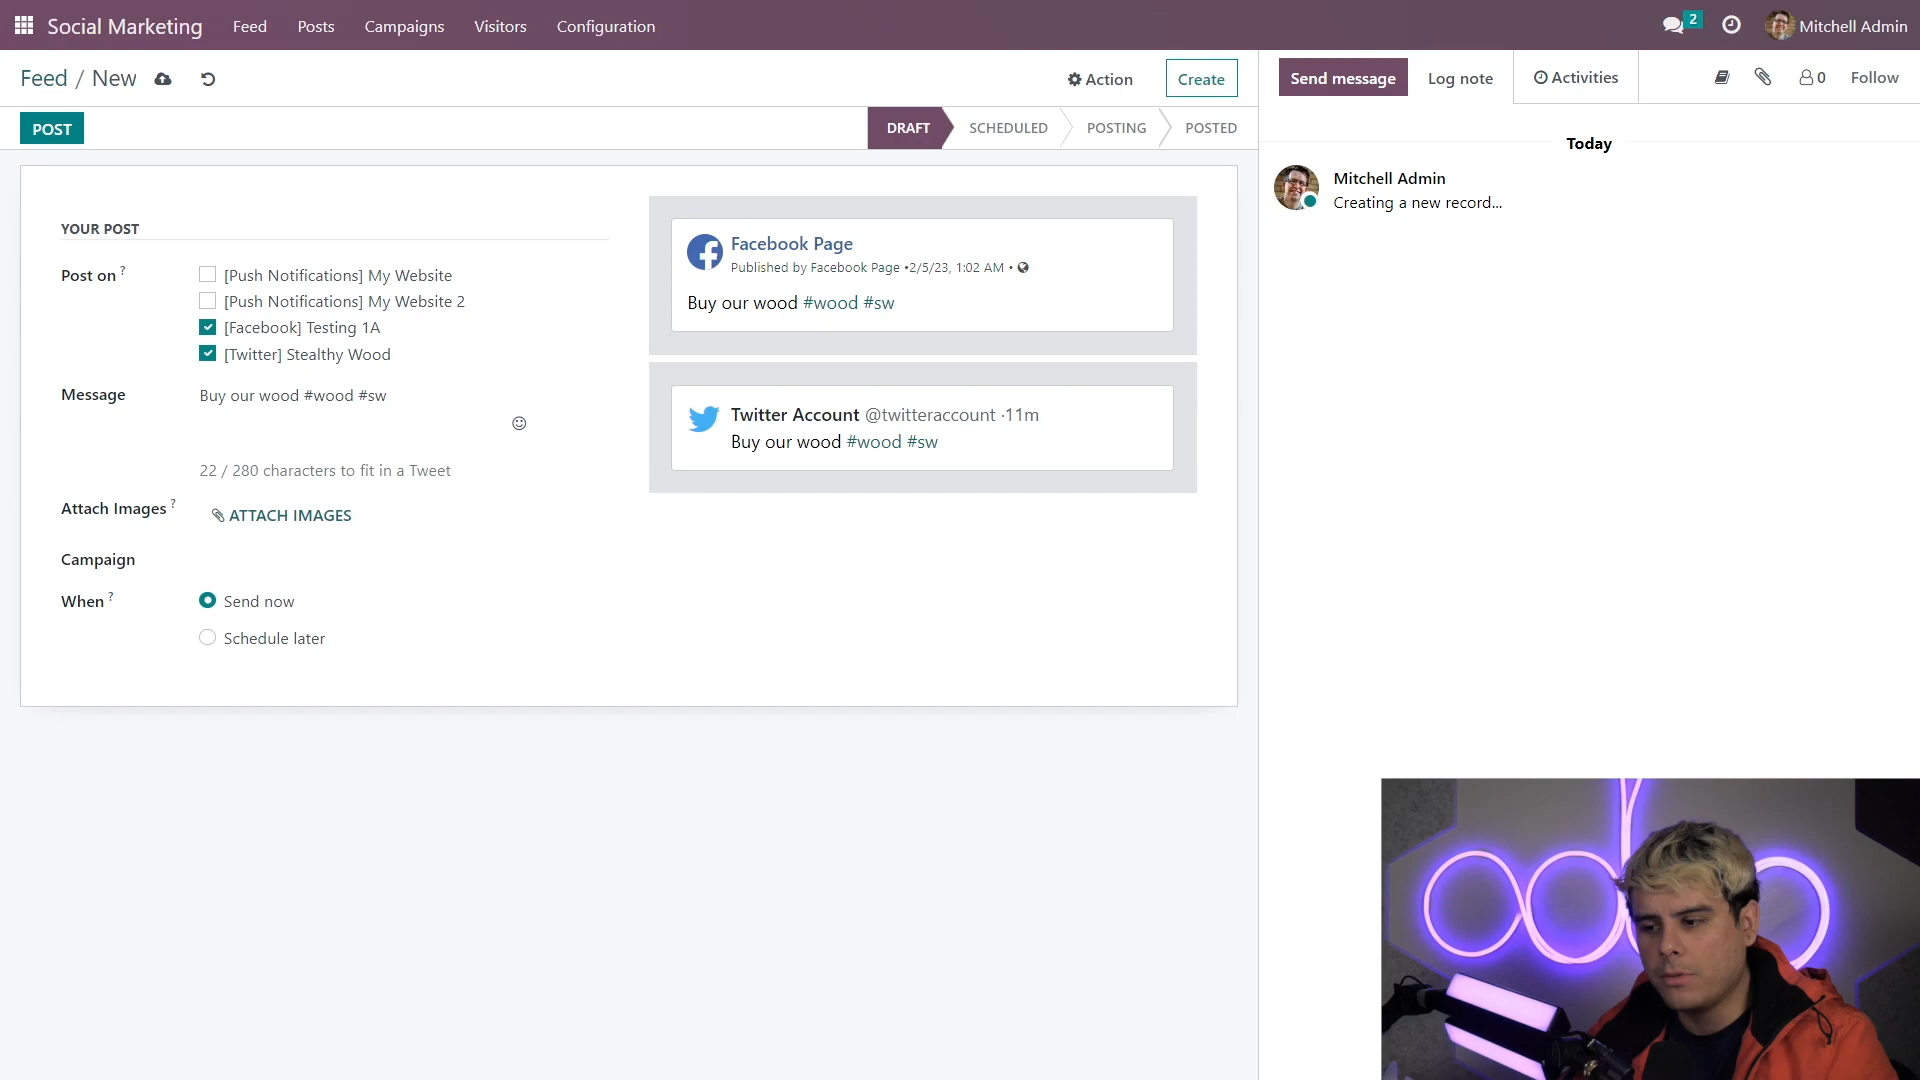 Social Marketing Feed Posts Campaigns Visitors Configuration 2 Mitchell Admin
Feed / New Action Create
Send message Log note Activities 0 Follow
POST DRAFT SCHEDULED POSTING POSTED
Today
Mitchell Admin
Creating a new record...
YOUR POST
Post on ?
[Push Notifications] My Website
[Push Notifications] My Website 2
[Facebook] Testing 1A
[Twitter] Stealthy Wood
Message Buy our wood #wood #sw
22 / 280 characters to fit in a Tweet
Attach Images ? ATTACH IMAGES
Campaign
When ? Send now
Schedule later
Facebook Page
Published by Facebook Page •2/5/23, 1:02 AM •
Buy our wood #wood #sw
Twitter Account @twitteraccount ·11m
Buy our wood #wood #sw
odoo